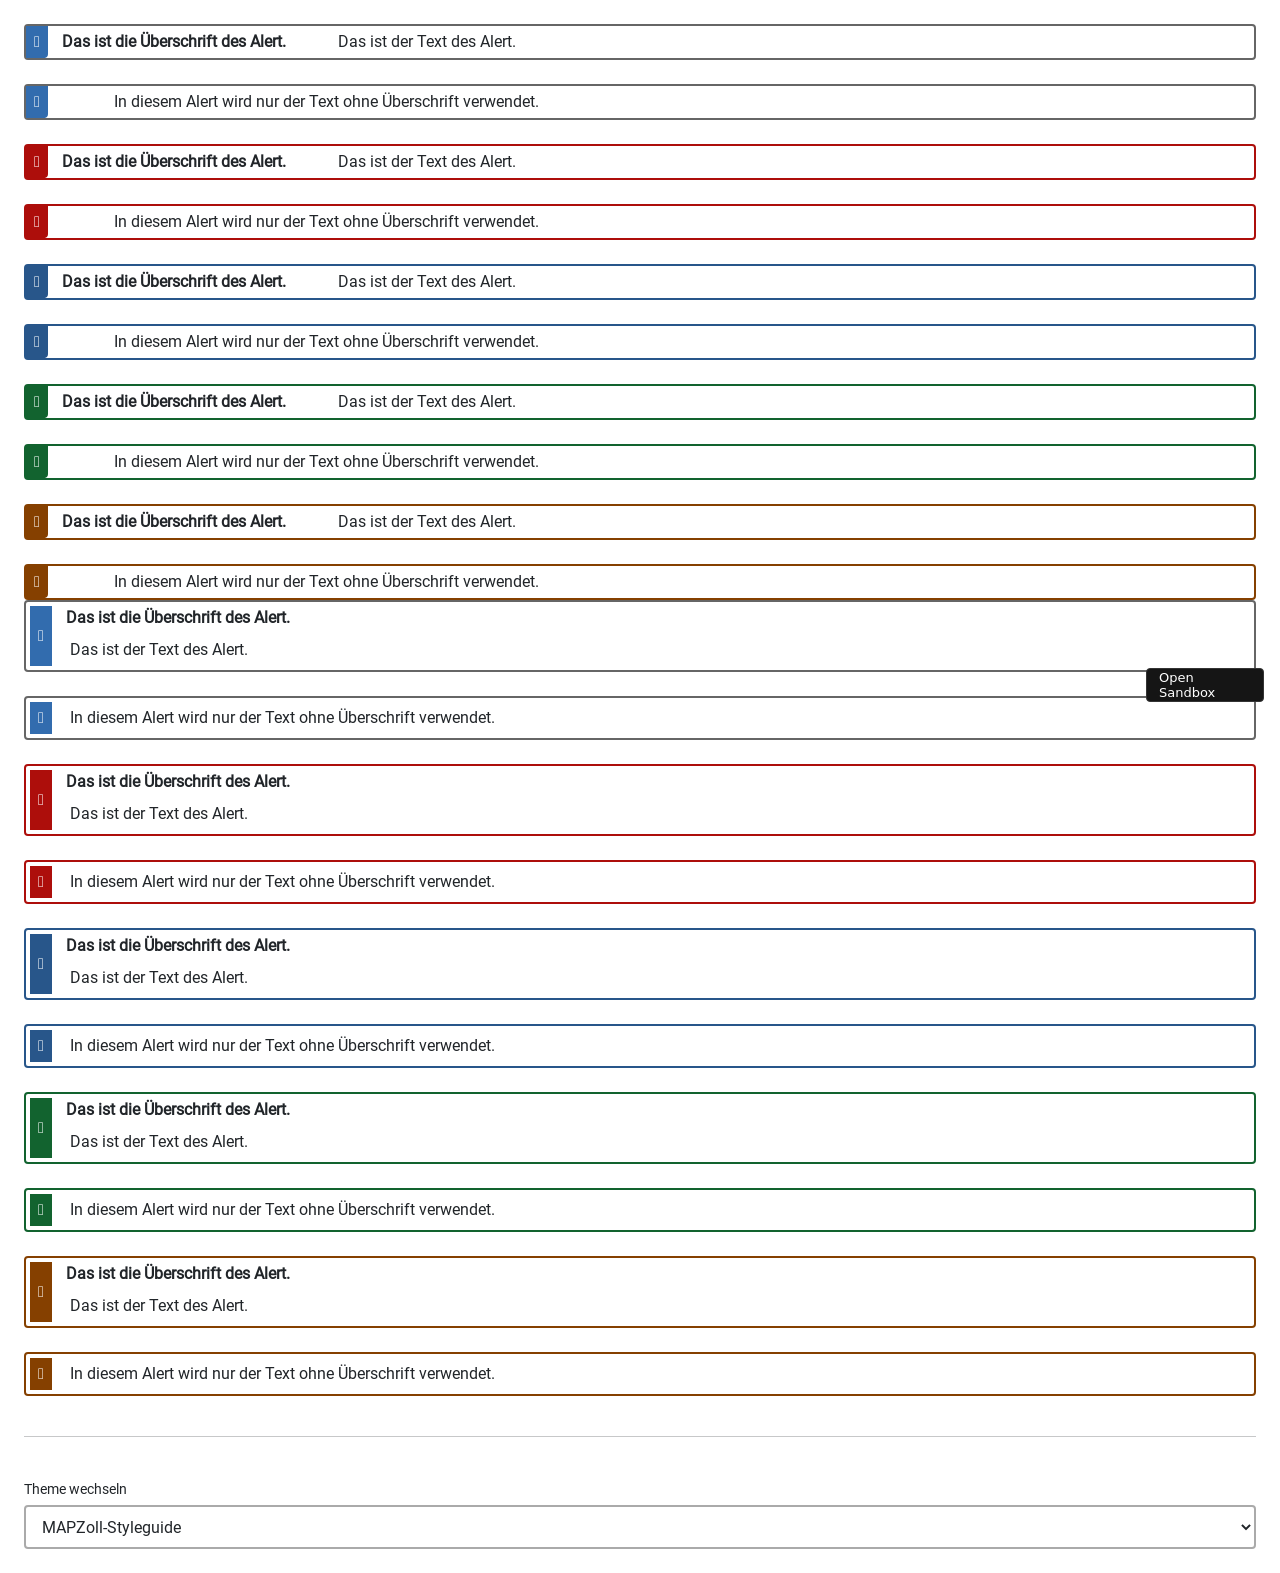 Das ist die Überschrift des Alert. Das ist der Text des Alert.
In diesem Alert wird nur der Text ohne Überschrift verwendet.
Das ist die Überschrift des Alert. Das ist der Text des Alert.
In diesem Alert wird nur der Text ohne Überschrift verwendet.
Das ist die Überschrift des Alert. Das ist der Text des Alert.
In diesem Alert wird nur der Text ohne Überschrift verwendet.
Das ist die Überschrift des Alert. Das ist der Text des Alert.
In diesem Alert wird nur der Text ohne Überschrift verwendet.
Das ist die Überschrift des Alert. Das ist der Text des Alert.
In diesem Alert wird nur der Text ohne Überschrift verwendet.
Das ist die Überschrift des Alert.
Das ist der Text des Alert.
Open
Sandbox
In diesem Alert wird nur der Text ohne Überschrift verwendet.
Das ist die Überschrift des Alert.
Das ist der Text des Alert.
In diesem Alert wird nur der Text ohne Überschrift verwendet.
Das ist die Überschrift des Alert.
Das ist der Text des Alert.
In diesem Alert wird nur der Text ohne Überschrift verwendet.
Das ist die Überschrift des Alert.
Das ist der Text des Alert.
In diesem Alert wird nur der Text ohne Überschrift verwendet.
Das ist die Überschrift des Alert.
Das ist der Text des Alert.
In diesem Alert wird nur der Text ohne Überschrift verwendet.
Theme wechseln
MAPZoll-Styleguide